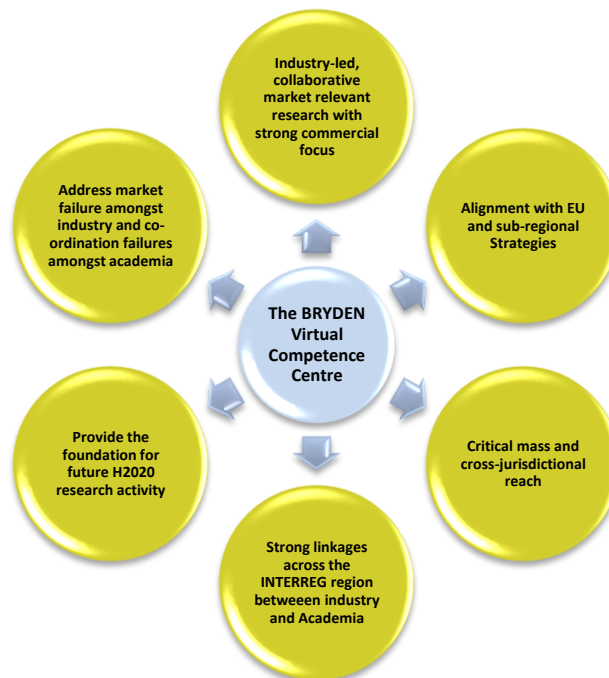 Industry-led,
collaborative
market relevant
research with
strong commercial
focus
Address market
failure amongst
industry and co-
ordination failures
amongst academia
Alignment with EU
and sub-regional
Strategies
The BRYDEN
Virtual
Competence
Centre
Provide the
foundation for
future H2020
research activity
Critical mass and
cross-jurisdictional
reach
Strong linkages
across the
INTERREG region
betweeen industry
and Academia